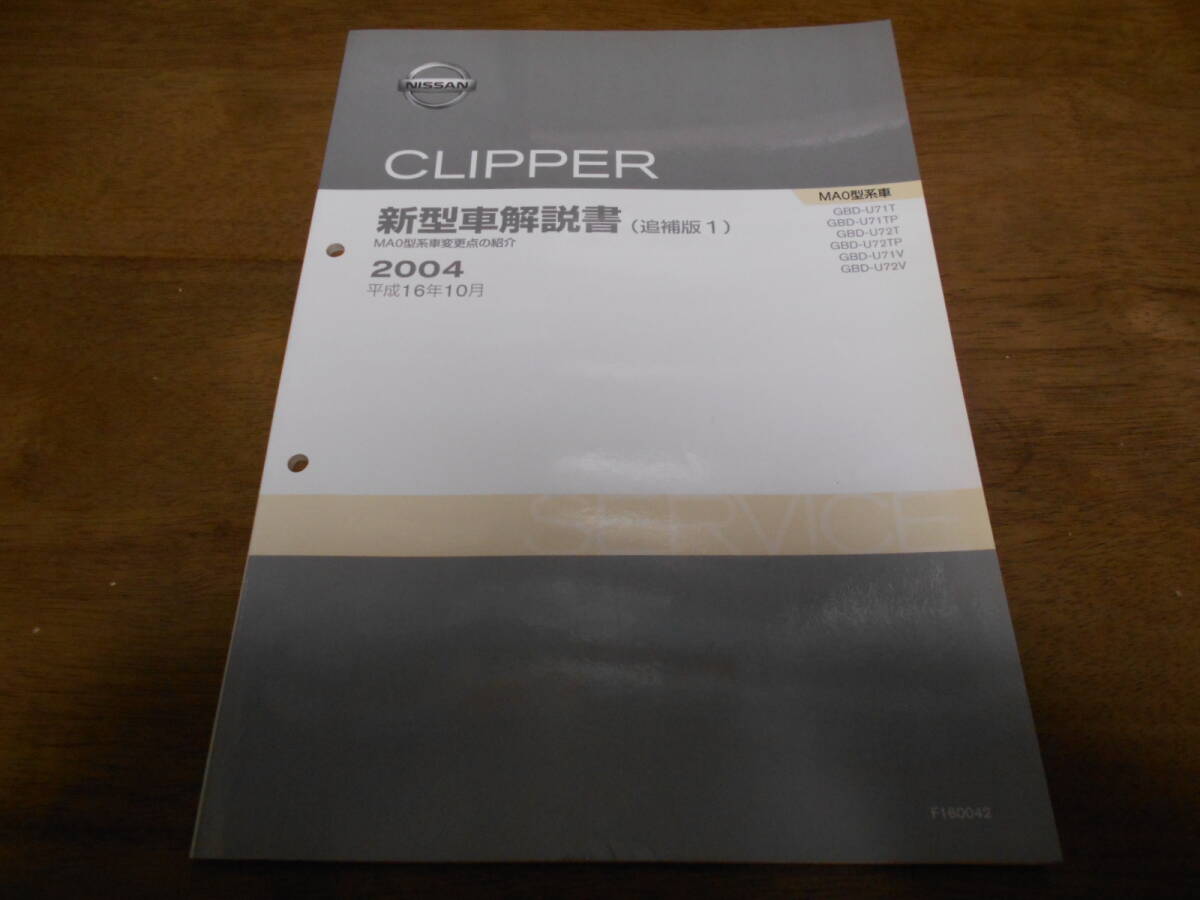 NISSAN
CLIPPER
MA0型系車
GBD-U71T
GBD-U71TP
GBD-U72T
GBD-U72TP
GBD-U71V
GBD-U72V
新型車解説書（追補版1）
MA0型系車変更点の紹介
2004
平成16年10月
SERVICE
F160042